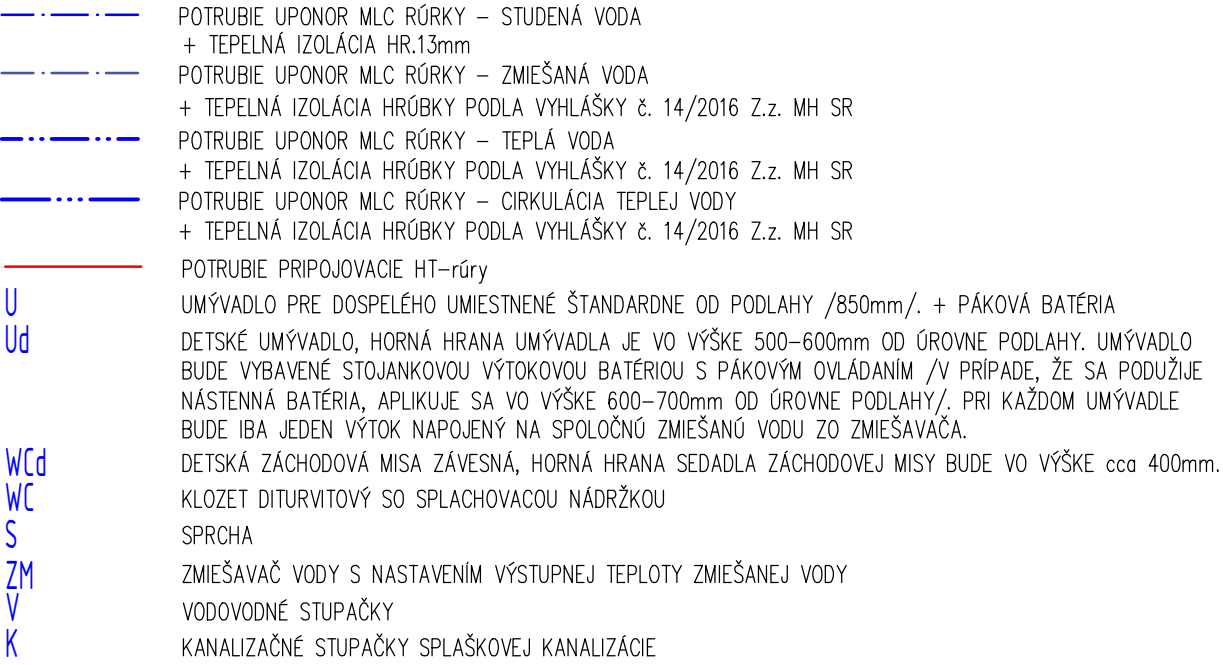 POTRUBIE UPONOR MLC RÚRKY – STUDENÁ VODA
+ TEPELNÁ IZOLÁCIA HR.13mm
POTRUBIE UPONOR MLC RÚRKY – ZMIEŠANÁ VODA
+ TEPELNÁ IZOLÁCIA HRÚBKY PODLA VYHLÁŠKY č. 14/2016 Z.z. MH SR
POTRUBIE UPONOR MLC RÚRKY – TEPLÁ VODA
+ TEPELNÁ IZOLÁCIA HRÚBKY PODLA VYHLÁŠKY č. 14/2016 Z.z. MH SR
POTRUBIE UPONOR MLC RÚRKY – CIRKULÁCIA TEPLEJ VODY
+ TEPELNÁ IZOLÁCIA HRÚBKY PODLA VYHLÁŠKY č. 14/2016 Z.z. MH SR
POTRUBIE PRIPOJOVACIE HT–rúry
U UMÝVADLO PRE DOSPELÉHO UMIESTNENÉ ŠTANDARDNE OD PODLAHY /850mm/. + PÁKOVÁ BATÉRIA
Ud DETSKÉ UMÝVADLO, HORNÁ HRANA UMÝVADLA JE VO VÝŠKE 500–600mm OD ÚROVNE PODLAHY. UMÝVADLO
BUDE VYBAVENÉ STOJANKOVOU VÝTOKOVOU BATÉRIOU S PÁKOVÝM OVLÁDANÍM /V PRÍPADE, ŽE SA PODUŽIJE
NÁSTENNÁ BATÉRIA, APLIKUJE SA VO VÝŠKE 600–700mm OD ÚROVNE PODLAHY/. PRI KAŽDOM UMÝVADLE
BUDE IBA JEDEN VÝTOK NAPOJENÝ NA SPOLOČNÚ ZMIEŠANÚ VODU ZO ZMIEŠAVAČA.
WCd DETSKÁ ZÁCHODOVÁ MISA ZÁVESNÁ, HORNÁ HRANA SEDADLA ZÁCHODOVEJ MISY BUDE VO VÝŠKE cca 400mm.
WC KLOZET DITURVITOVÝ SO SPLACHOVACOU NÁDRŽKOU
S SPRCHA
ZM ZMIEŠAVAČ VODY S NASTAVENÍM VÝSTUPNEJ TEPLOTY ZMIEŠANEJ VODY
V VODOVODNÉ STUPAČKY
K KANALIZAČNÉ STUPAČKY SPLAŠKOVEJ KANALIZÁCIE